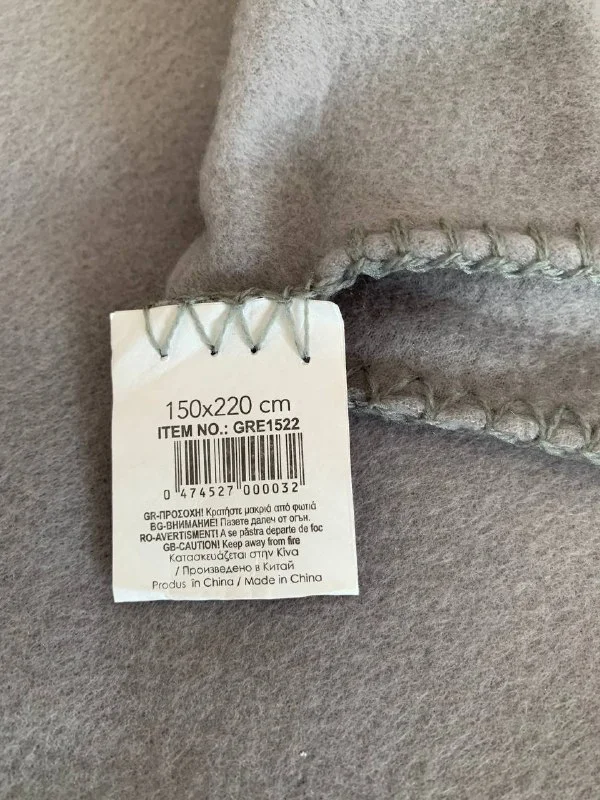 150x220 cm
ITEM NO.: GRE1522
0 474527 000032
GR-ΠΡΟΣΟΧΗ! Κρατήστε μακριά από φωτιά
BG-ВНИМАНИЕ! Пазете далеч от огън.
RO-AVERTISMENT! A se păstra departe de foc
GB-CAUTION! Keep away from fire
Κατασκευάζεται στην Κίνα
/ Произведено в Китай
Produs in China / Made in China